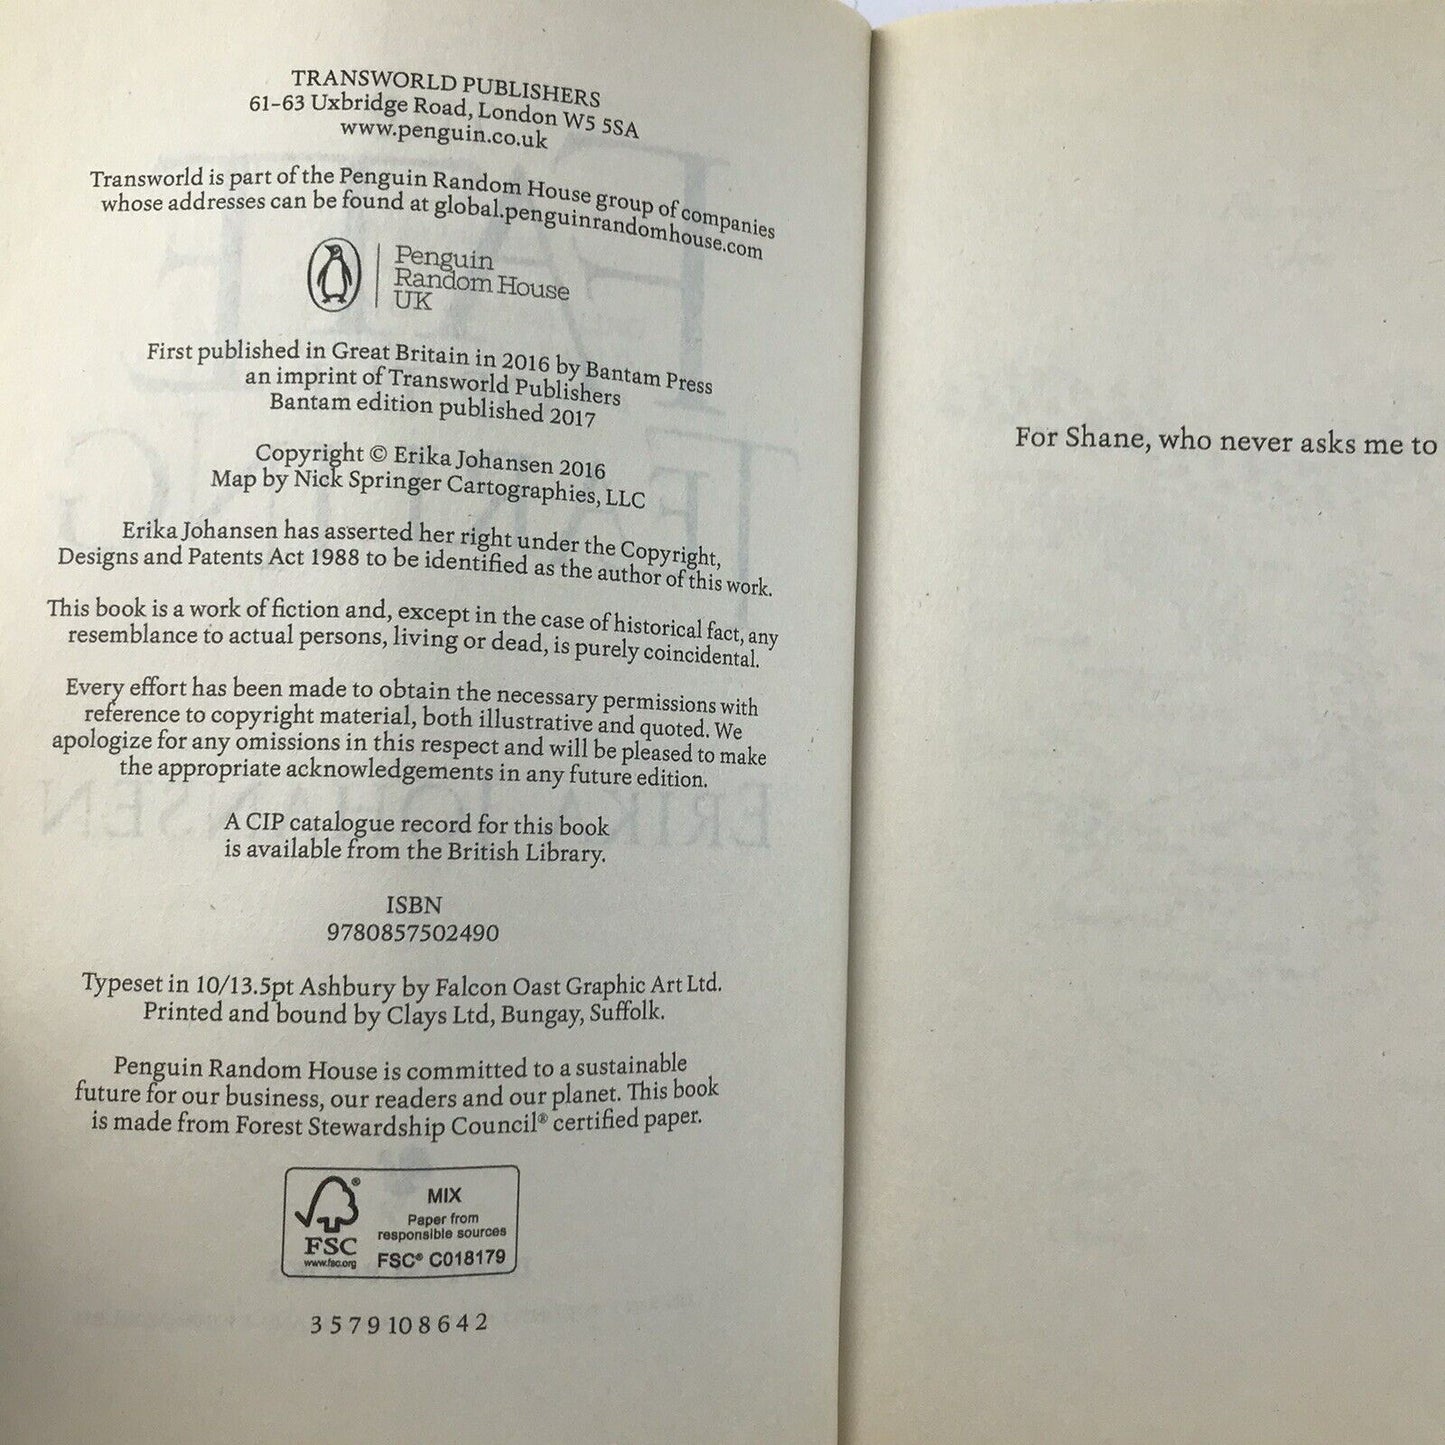 TRANSWORLD PUBLISHERS
61–63 Uxbridge Road, London W5 5SA
www.penguin.co.uk
Transworld is part of the Penguin Random House group of companies
whose addresses can be found at global.penguinrandomhouse.com
Penguin
Random House
UK
First published in Great Britain in 2016 by Bantam Press
an imprint of Transworld Publishers
Bantam edition published 2017
Copyright © Erika Johansen 2016
Map by Nick Springer Cartographies, LLC
Erika Johansen has asserted her right under the Copyright,
Designs and Patents Act 1988 to be identified as the author of this work.
This book is a work of fiction and, except in the case of historical fact, any
resemblance to actual persons, living or dead, is purely coincidental.
Every effort has been made to obtain the necessary permissions with
reference to copyright material, both illustrative and quoted. We
apologize for any omissions in this respect and will be pleased to make
the appropriate acknowledgements in any future edition.
A CIP catalogue record for this book
is available from the British Library.
ISBN
9780857502490
Typeset in 10/13.5pt Ashbury by Falcon Oast Graphic Art Ltd.
Printed and bound by Clays Ltd, Bungay, Suffolk.
Penguin Random House is committed to a sustainable
future for our business, our readers and our planet. This book
is made from Forest Stewardship Council® certified paper.
FSC
www.fsc.org
MIX
Paper from
responsible sources
FSC® C018179
3 5 7 9 10 8 6 4 2
For Shane, who never asks me to